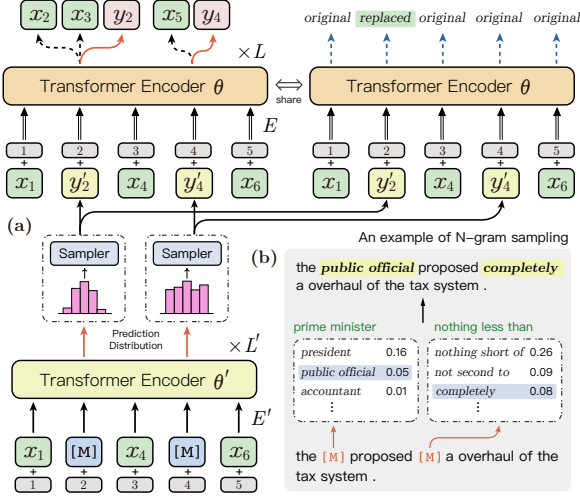 x2 x3 y2 x5 y4
original replaced original original original
×L
Transformer Encoder θ
⇔
share
Transformer Encoder θ
E
1 2 3 4 5
1 2 3 4 5
+ + + + +
+ + + + +
x1 y′2 x4 y′4 x6
x1 y′2 x4 y′4 x6
(a)
Sampler Sampler
Prediction
Distribution
×L′
Transformer Encoder θ′
E′
x1 [M] x4 [M] x6
+ + + + +
1 2 3 4 5
An example of N-gram sampling
(b)
the public official proposed completely
a overhaul of the tax system .
prime minister
nothing less than
president 0.16
public official 0.05
accountant 0.01
⋮
nothing short of 0.26
not second to 0.09
completely 0.08
⋮
the [M] proposed [M] a overhaul of the
tax system .